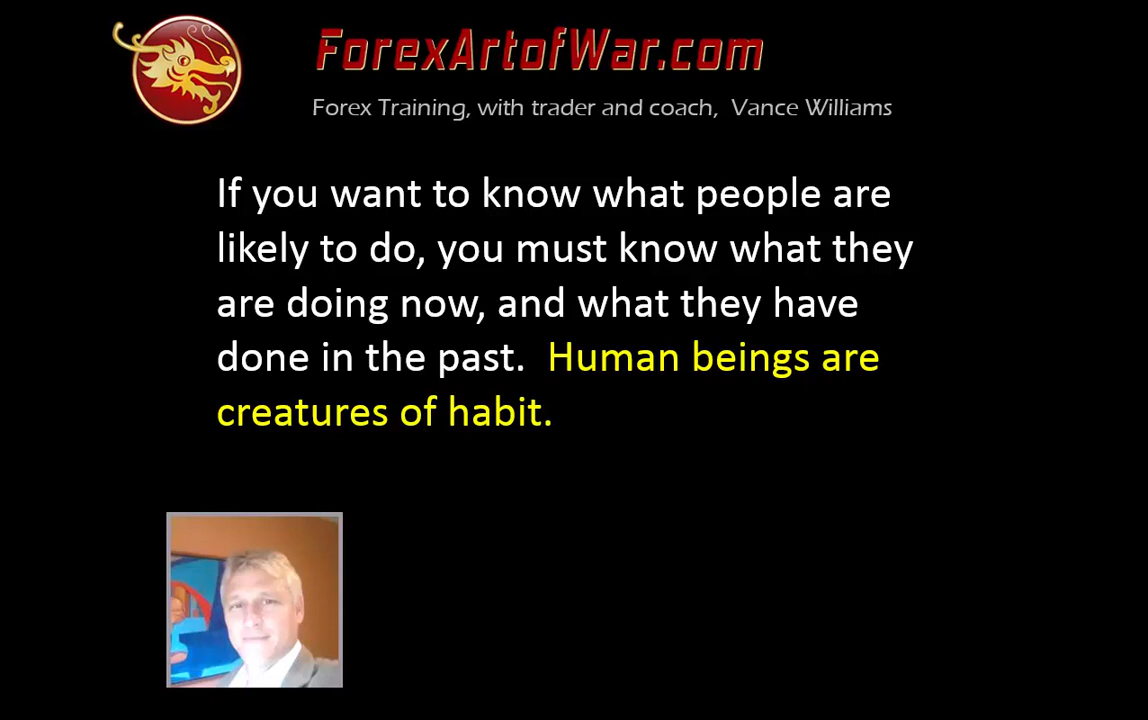 ForexArtofWar.com
Forex Training, with trader and coach, Vance Williams
If you want to know what people are
likely to do, you must know what they
are doing now, and what they have
done in the past. Human beings are
creatures of habit.